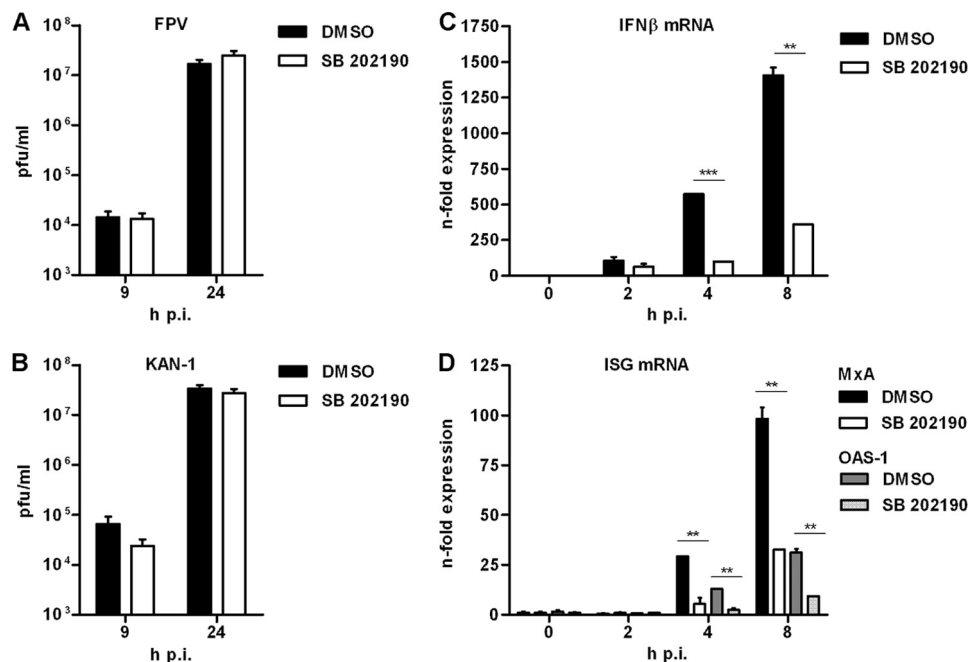 A
FPV
DMSO
SB 202190
pfu/ml
10⁸
10⁷
10⁶
10⁵
10⁴
10³
9 24
h p.i.
B
KAN-1
DMSO
SB 202190
pfu/ml
10⁸
10⁷
10⁶
10⁵
10⁴
10³
9 24
h p.i.
C
IFNβ mRNA
DMSO
SB 202190
n-fold expression
1750
1500
1250
1000
750
500
250
0
***
**
0 2 4 8
h p.i.
D
ISG mRNA
MxA
DMSO
SB 202190
OAS-1
DMSO
SB 202190
n-fold expression
125
100
75
50
25
0
**
**
**
**
0 2 4 8
h p.i.